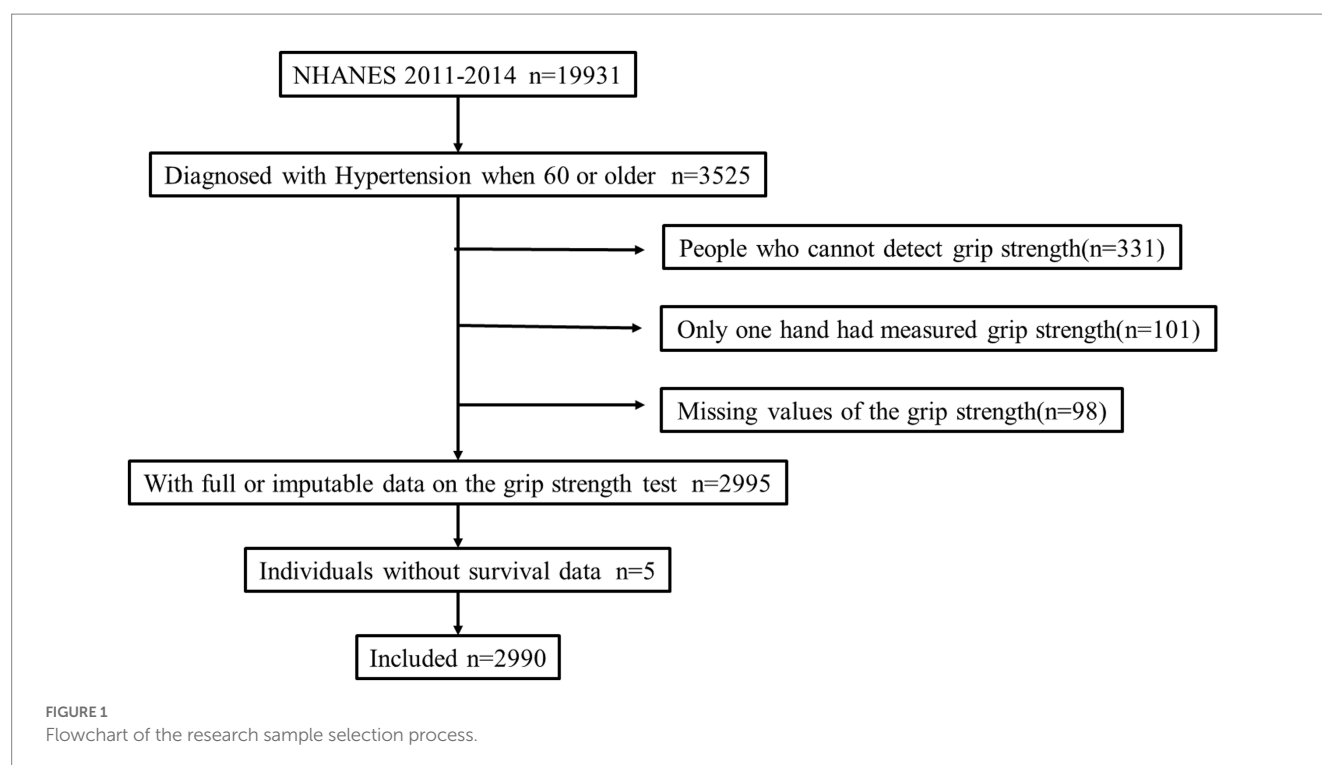 NHANES 2011-2014 n=19931
Diagnosed with Hypertension when 60 or older n=3525
People who cannot detect grip strength(n=331)
Only one hand had measured grip strength(n=101)
Missing values of the grip strength(n=98)
With full or imputable data on the grip strength test n=2995
Individuals without survival data n=5
Included n=2990
FIGURE 1
Flowchart of the research sample selection process.